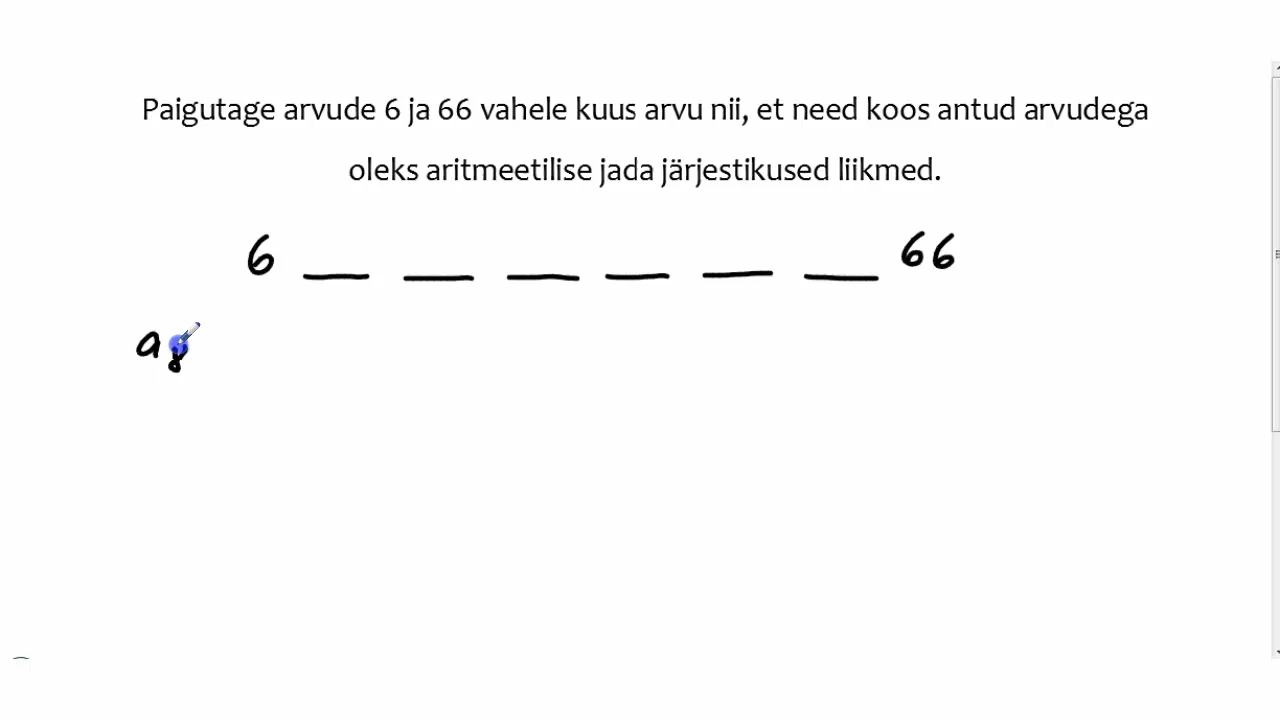 Paigutage arvude 6 ja 66 vahele kuus arvu nii, et need koos antud arvudega
oleks aritmeetilise jada järjestikused liikmed.
6 __ __ __ __ __ __ 66
a₈